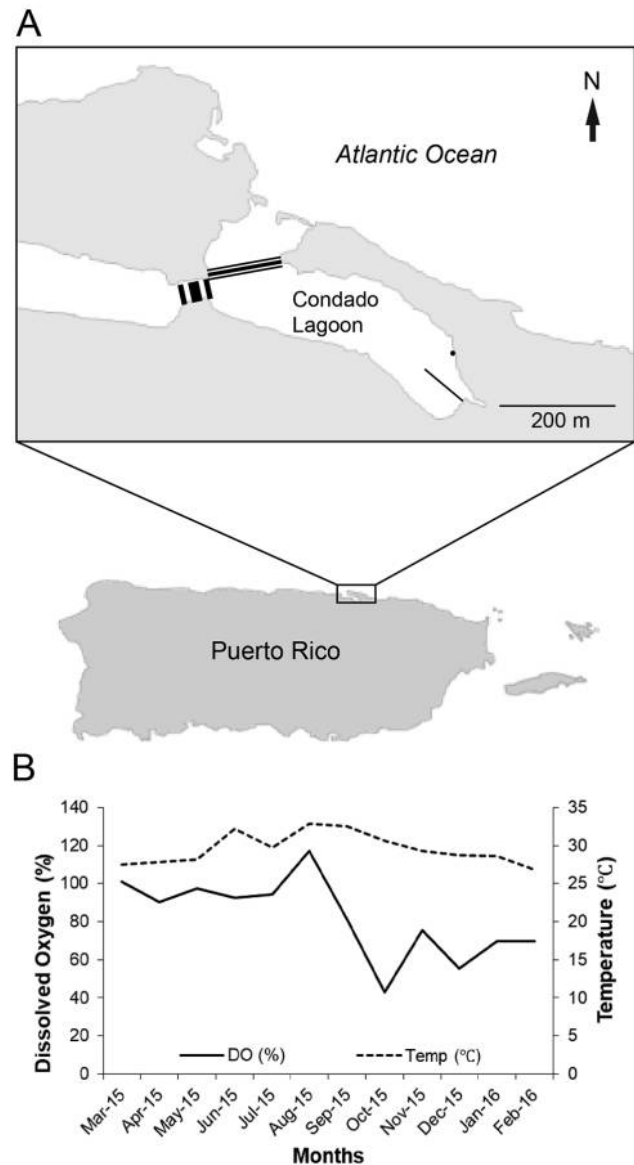 A
N
Atlantic Ocean
Condado
Lagoon
200 m
Puerto Rico
B
Dissolved Oxygen (%)
140
120
100
80
60
40
20
0
35
30
25
20
15
10
5
0
Temperature (°C)
DO (%)
Temp (°C)
Mar-15
Apr-15
May-15
Jun-15
Jul-15
Aug-15
Sep-15
Oct-15
Nov-15
Dec-15
Jan-16
Feb-16
Months